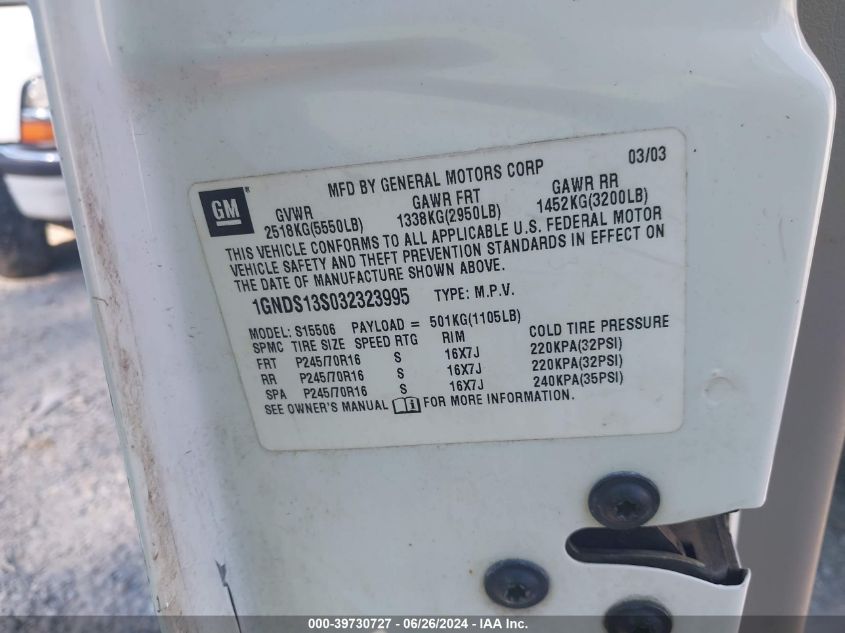 GM
MFD BY GENERAL MOTORS CORP 03/03
GVWR GAWR FRT GAWR RR
2518KG(5550LB) 1338KG(2950LB) 1452KG(3200LB)
THIS VEHICLE CONFORMS TO ALL APPLICABLE U.S. FEDERAL MOTOR
VEHICLE SAFETY AND THEFT PREVENTION STANDARDS IN EFFECT ON
THE DATE OF MANUFACTURE SHOWN ABOVE.
1GNDS13S032323995 TYPE: M.P.V.
MODEL: S15506 PAYLOAD = 501KG(1105LB)
SPMC TIRE SIZE SPEED RTG RIM COLD TIRE PRESSURE
FRT P245/70R16 S 16X7J 220KPA(32PSI)
RR P245/70R16 S 16X7J 220KPA(32PSI)
SPA P245/70R16 S 16X7J 240KPA(35PSI)
SEE OWNER'S MANUAL FOR MORE INFORMATION.
000-39730727 - 06/26/2024 - IAA Inc.